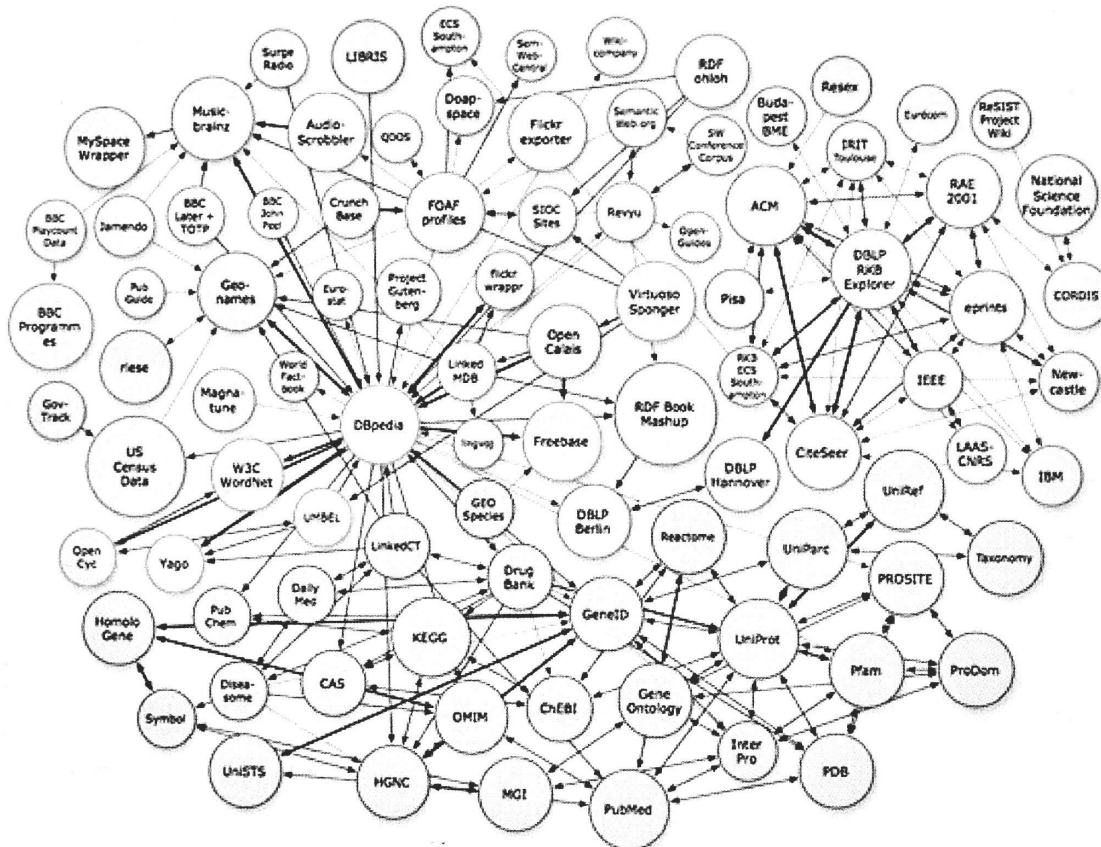 ECS
South-
ampton
Surge
Radio
LIBRIS
Sem-
Web-
Central
Wiki-
company
RDF
ohloh
Music-
brainz
Doap-
space
Resex
MySpace
Wrapper
Audio-
Scrobbler
QDOS
Flickr
exporter
Semantic
Web.org
Buda-
pest
BME
Eurécom
ReSIST
Project
Wiki
SW
Conference
Corpus
IRIT
Toulouse
RAE
2001
National
Science
Foundation
BBC
Playcount
Data
Jamendo
BBC
Later +
TOTP
BBC
John
Peel
Crunch
Base
FOAF
profiles
SIOC
Sites
Revyu
Open-
Guides
ACM
DBLP
RKB
Explorer
Pub
Guide
Geo-
names
Euro-
stat
Project
Guten-
berg
flickr
wrappr
Virtuoso
Sponger
Pisa
eprints
CORDIS
BBC
Programm
es
riese
World
Fact-
book
Linked
MDB
Open
Calais
RKB
ECS
South-
ampton
IEEE
New-
castle
Gov-
Track
Magna-
tune
DBpedia
lingvoj
Freebase
RDF Book
Mashup
CiteSeer
LAAS-
CNRS
IBM
US
Census
Data
W3C
WordNet
DBLP
Hannover
UniRef
UMBEL
GEO
Species
DBLP
Berlin
Reactome
UniParc
Taxonomy
Open
Cyc
Yago
LinkedCT
Drug
Bank
PROSITE
Daily
Med
Homolo
Gene
Pub
Chem
KEGG
GeneID
UniProt
Pfam
ProDom
Disea-
some
CAS
ChEBI
Gene
Ontology
Symbol
OMIM
Inter
Pro
UniSTS
HGNC
MGI
PubMed
PDB